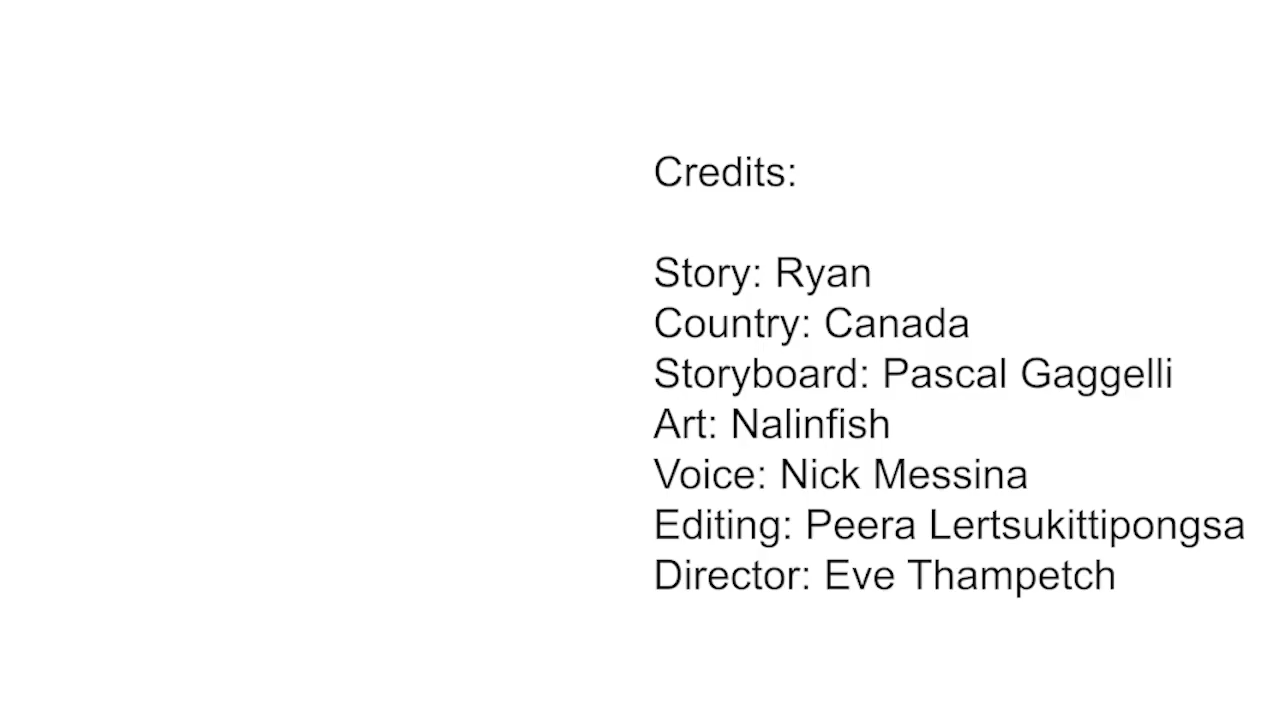 Credits:
Story: Ryan
Country: Canada
Storyboard: Pascal Gaggelli
Art: Nalinfish
Voice: Nick Messina
Editing: Peera Lertsukittipongsa
Director: Eve Thampetch